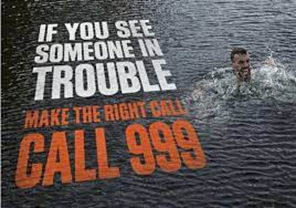 IF YOU SEE
SOMEONE IN
TROUBLE
MAKE THE RIGHT CALL
CALL 999